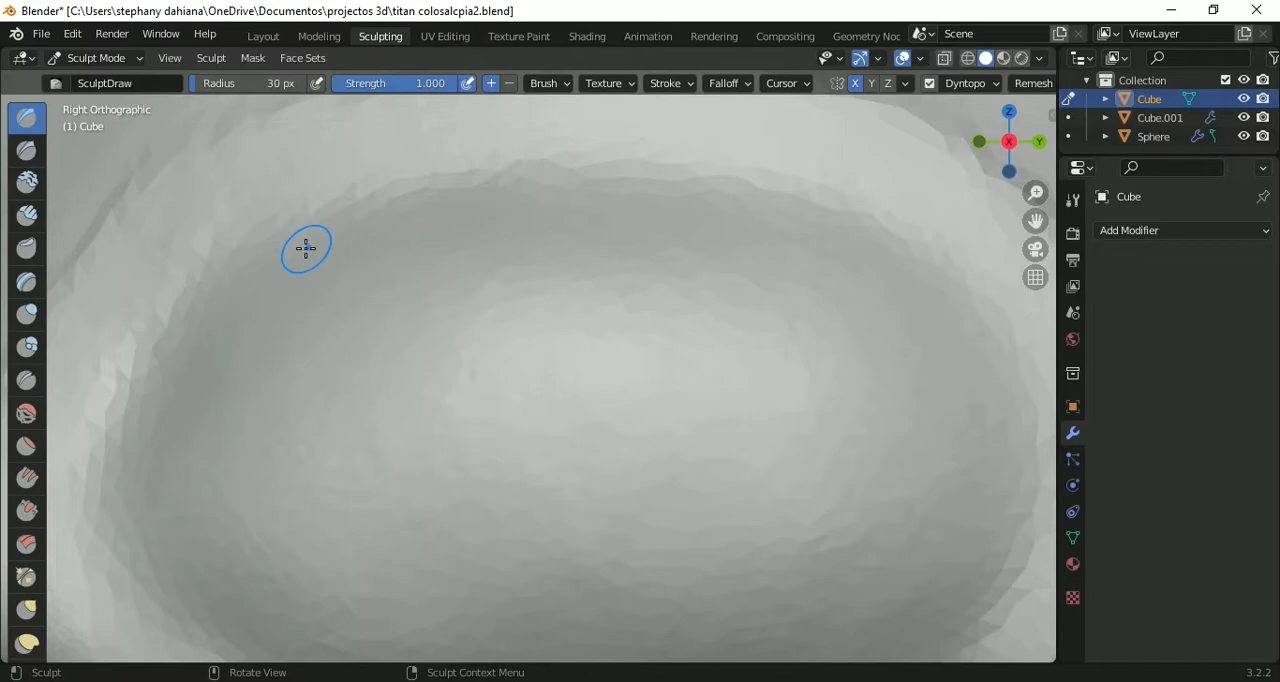 Blender* [C:\Users\stephany dahiana\OneDrive\Documentos\projectos 3d\titan colosalcpia2.blend]
File Edit Render Window Help Layout Modeling Sculpting UV Editing Texture Paint Shading Animation Rendering Compositing Geometry Noc Scene ViewLayer
Sculpt Mode View Sculpt Mask Face Sets
SculptDraw Radius 30 px Strength 1.000 Brush Texture Stroke Falloff Cursor X Y Z Dyntopo Remesh
Collection
Cube
Cube.001
Sphere
Right Orthographic
(1) Cube
Z
X
Y
Cube
Add Modifier
Sculpt Rotate View Sculpt Context Menu 3.2.2